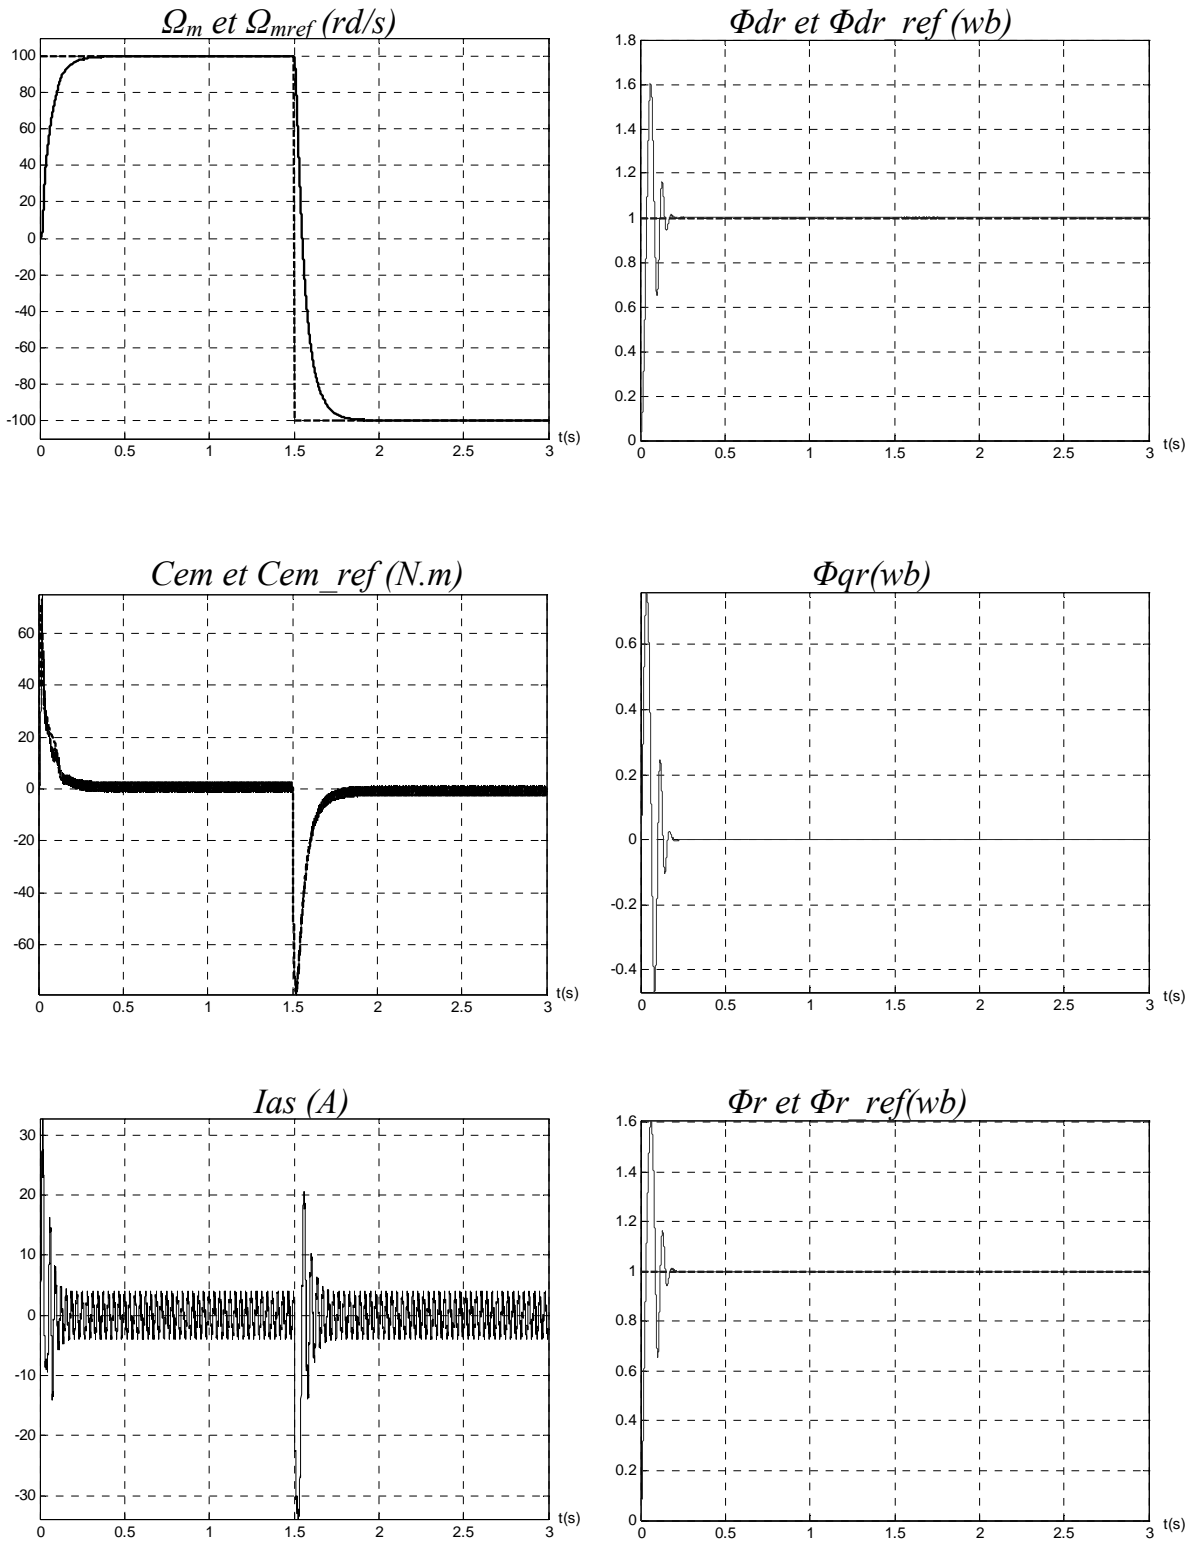 Ωm et Ωmref (rd/s)
100
80
60
40
20
0
-20
-40
-60
-80
-100
0 0.5 1 1.5 2 2.5 3
t(s)
Φdr et Φdr_ref (wb)
1.8
1.6
1.4
1.2
1
0.8
0.6
0.4
0.2
0
0 0.5 1 1.5 2 2.5 3
t(s)
Cem et Cem_ref (N.m)
60
40
20
0
-20
-40
-60
0 0.5 1 1.5 2 2.5 3
t(s)
Φqr(wb)
0.6
0.4
0.2
0
-0.2
-0.4
0 0.5 1 1.5 2 2.5 3
t(s)
Ias (A)
30
20
10
0
-10
-20
-30
0 0.5 1 1.5 2 2.5 3
t(s)
Φr et Φr_ref(wb)
1.6
1.4
1.2
1
0.8
0.6
0.4
0.2
0
0 0.5 1 1.5 2 2.5 3
t(s)